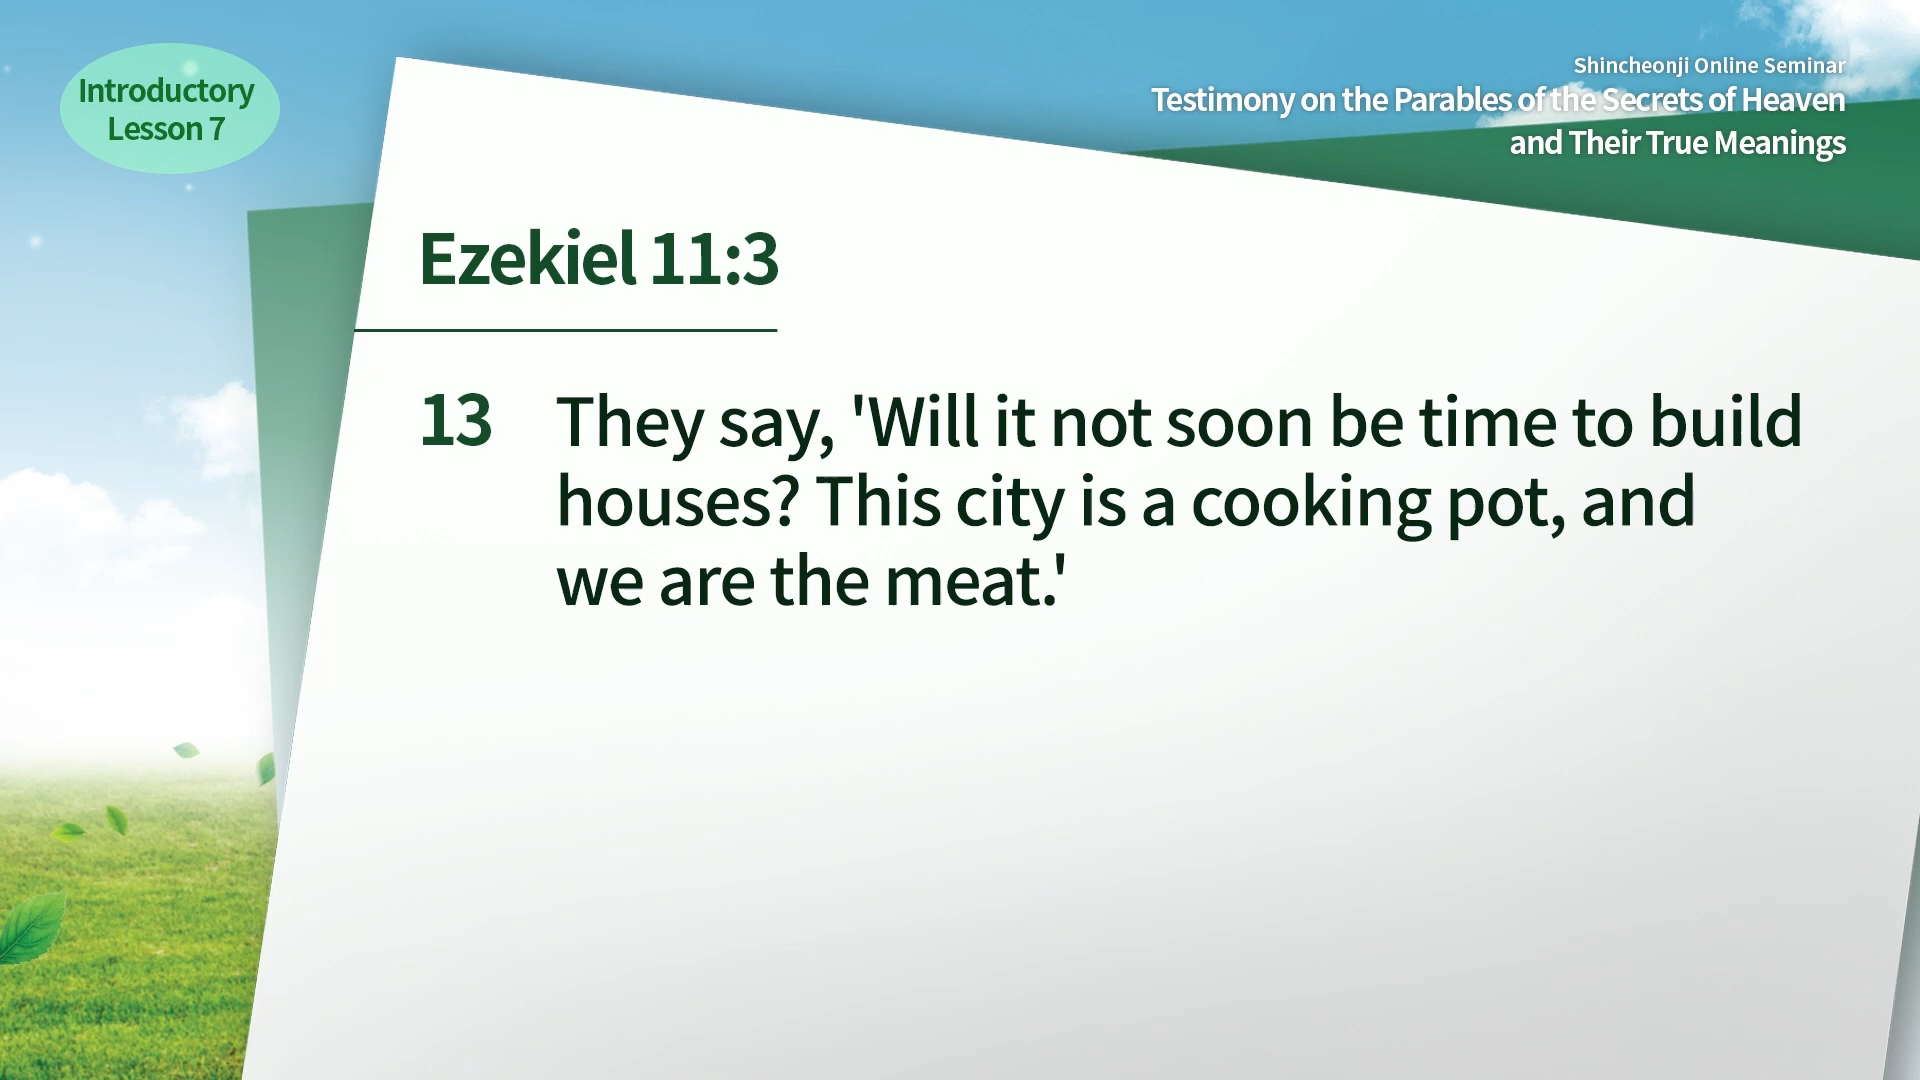 Introductory
Lesson 7
Shincheonji Online Seminar
Testimony on the Parables of the Secrets of Heaven
and Their True Meanings
Ezekiel 11:3
13 They say, 'Will it not soon be time to build
houses? This city is a cooking pot, and
we are the meat.'